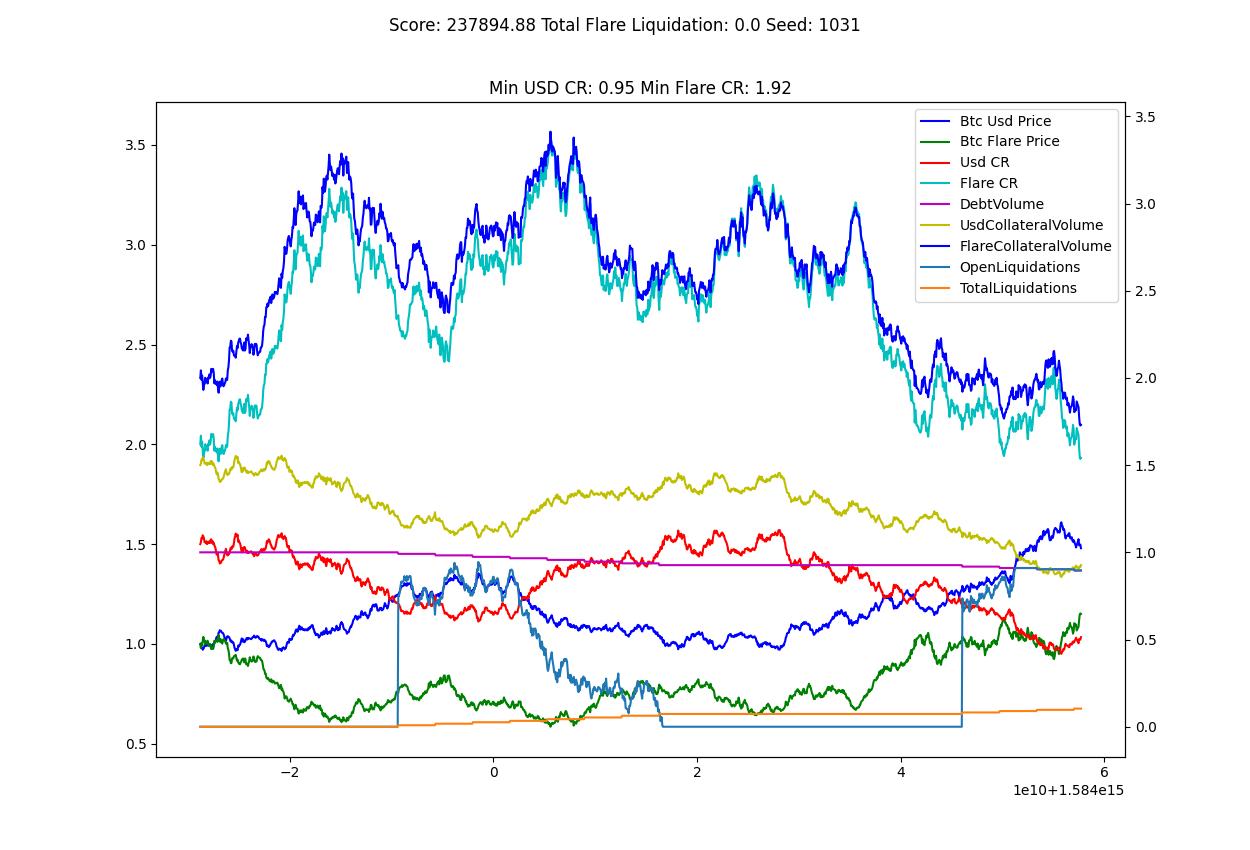 Score: 237894.88 Total Flare Liquidation: 0.0 Seed: 1031
Min USD CR: 0.95 Min Flare CR: 1.92
Btc Usd Price
Btc Flare Price
Usd CR
Flare CR
DebtVolume
UsdCollateralVolume
FlareCollateralVolume
OpenLiquidations
TotalLiquidations
3.5
3.0
2.5
2.0
1.5
1.0
0.5
3.5
3.0
2.5
2.0
1.5
1.0
0.5
0.0
−2 0 2 4 6
1e10+1.584e15